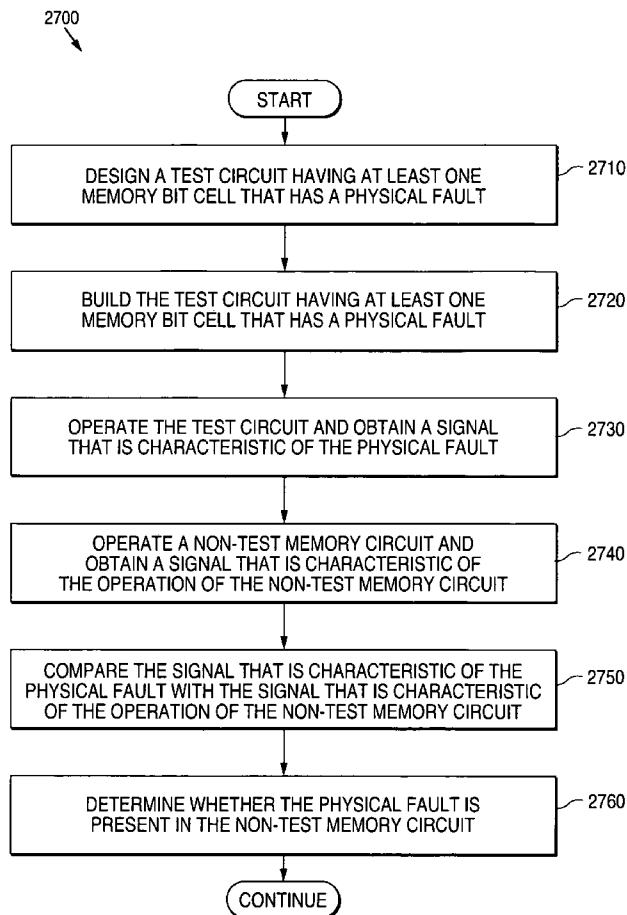 2700
START
DESIGN A TEST CIRCUIT HAVING AT LEAST ONE
MEMORY BIT CELL THAT HAS A PHYSICAL FAULT
2710
BUILD THE TEST CIRCUIT HAVING AT LEAST ONE
MEMORY BIT CELL THAT HAS A PHYSICAL FAULT
2720
OPERATE THE TEST CIRCUIT AND OBTAIN A SIGNAL
THAT IS CHARACTERISTIC OF THE PHYSICAL FAULT
2730
OPERATE A NON-TEST MEMORY CIRCUIT AND
OBTAIN A SIGNAL THAT IS CHARACTERISTIC OF
THE OPERATION OF THE NON-TEST MEMORY CIRCUIT
2740
COMPARE THE SIGNAL THAT IS CHARACTERISTIC OF THE
PHYSICAL FAULT WITH THE SIGNAL THAT IS CHARACTERISTIC
OF THE OPERATION OF THE NON-TEST MEMORY CIRCUIT
2750
DETERMINE WHETHER THE PHYSICAL FAULT IS
PRESENT IN THE NON-TEST MEMORY CIRCUIT
2760
CONTINUE